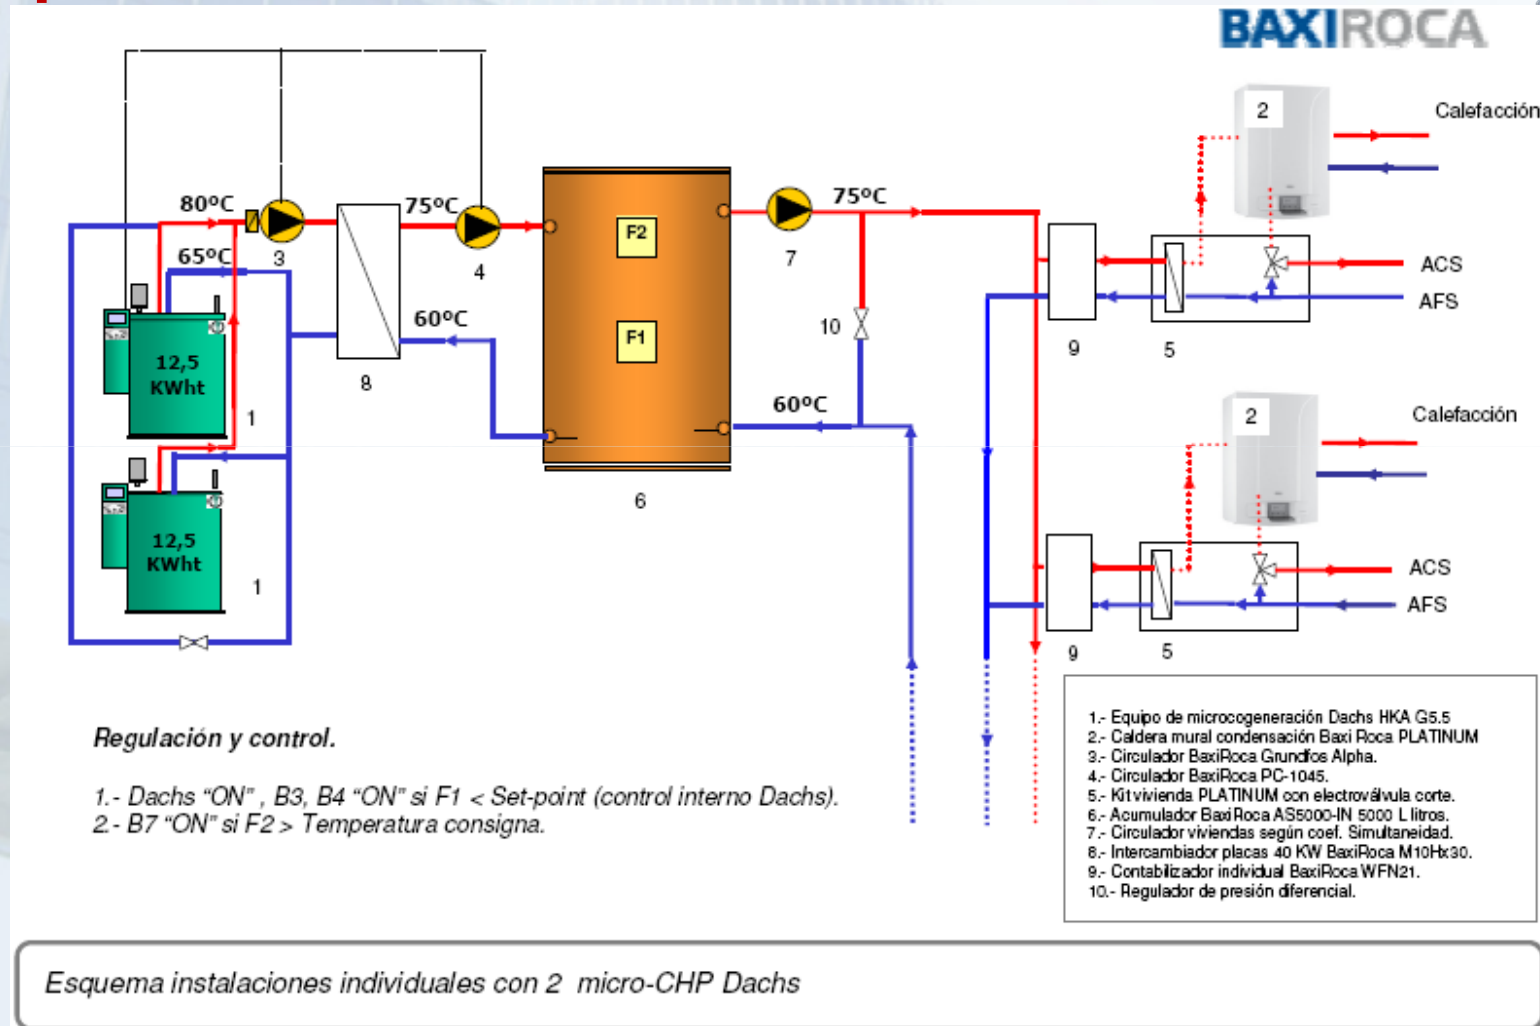 BAXIROCA
2
Calefacción
80ºC
75ºC
75ºC
3
4
7
F2
65ºC
ACS
AFS
60ºC
10
F1
9
5
12,5
KWht
8
1
60ºC
2
Calefacción
6
12,5
KWht
1
ACS
AFS
9
5
Regulación y control.
1.- Dachs “ON” , B3, B4 “ON” si F1 < Set-point (control interno Dachs).
2.- B7 “ON” si F2 > Temperatura consigna.
1.- Equipo de microcogeneración Dachs HKA G5.5
2.- Caldera mural condensación Baxi Roca PLATINUM
3.- Circulador BaxiRoca Grundfos Alpha.
4.- Circulador BaxiRoca PC-1045.
5.- Kit vivienda PLATINUM con electroválvula corte.
6.- Acumulador BaxiRoca AS5000-IN 5000 L litros.
7.- Circulador viviendas según coef. Simultaneidad.
8.- Intercambiador placas 40 KW BaxiRoca M10Hx30.
9.- Contabilizador individual BaxiRoca WFN21.
10.- Regulador de presión diferencial.
Esquema instalaciones individuales con 2 micro-CHP Dachs